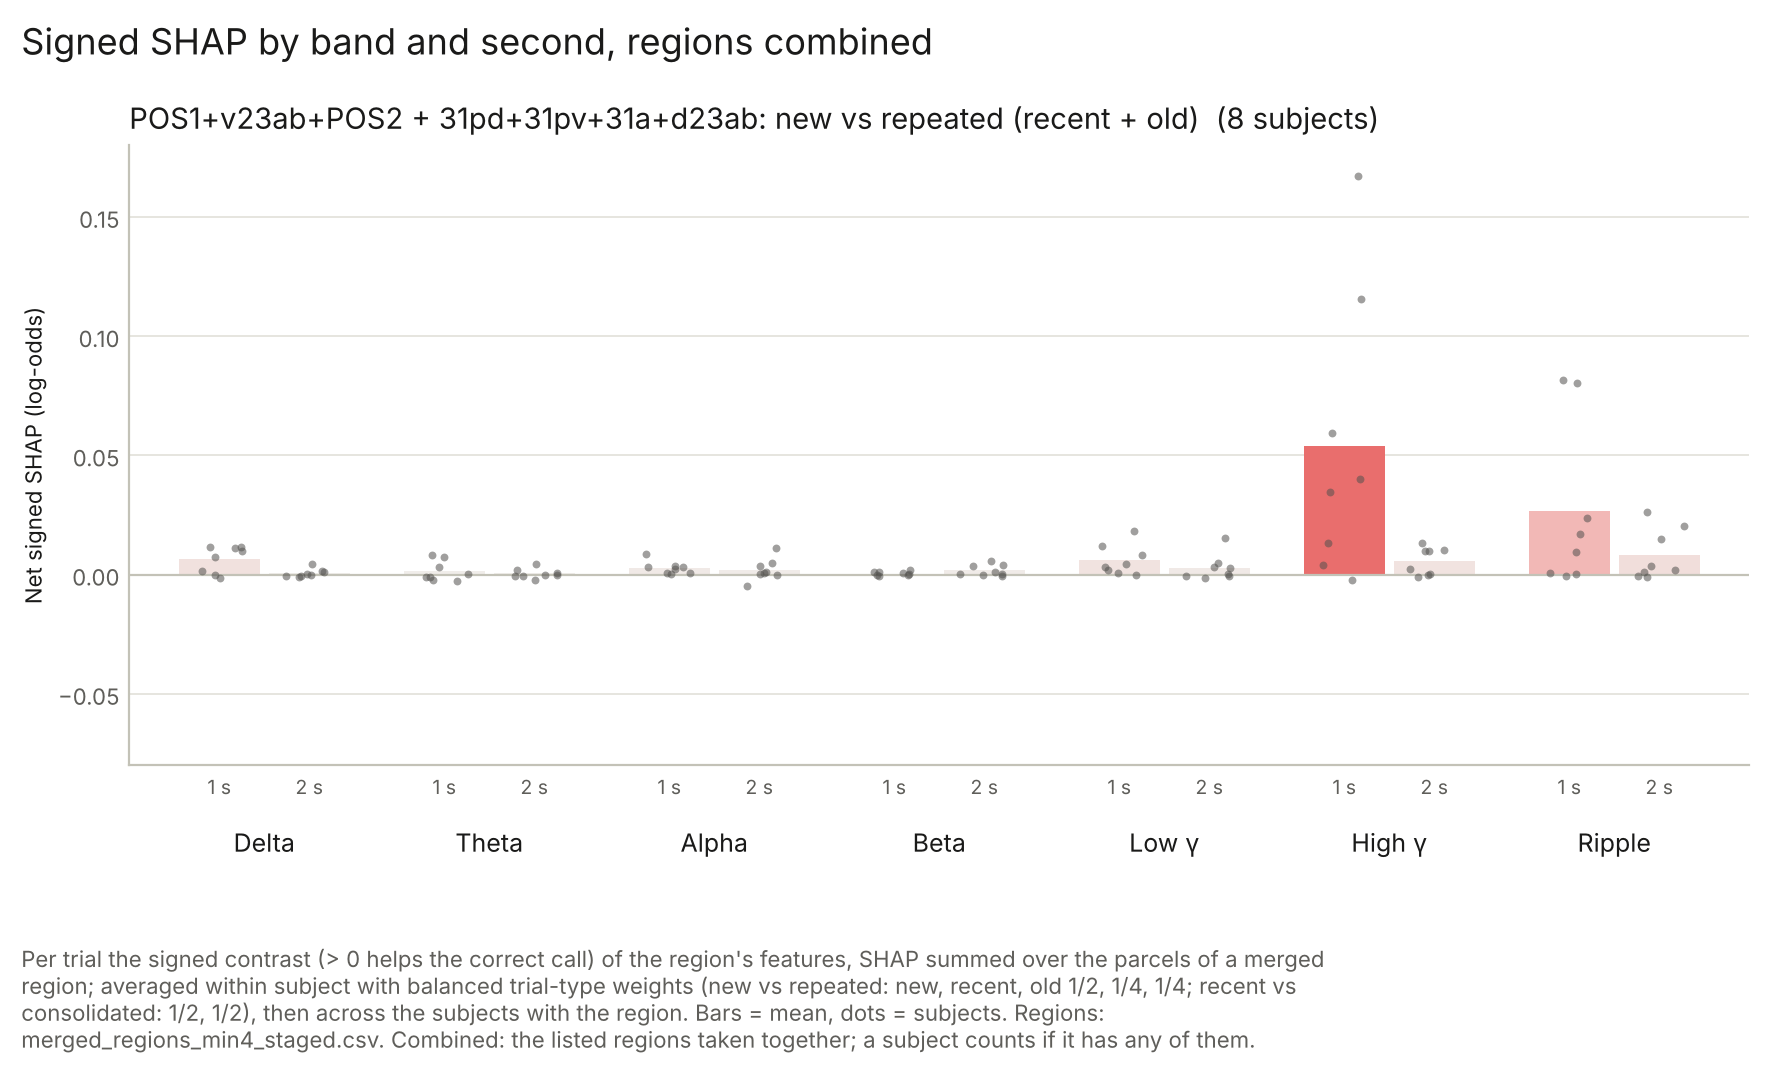 Signed SHAP by band and second, regions combined
POS1+v23ab+POS2 + 31pd+31pv+31a+d23ab: new vs repeated (recent + old)  (8 subjects)
Net signed SHAP (log-odds)
0.15
0.10
0.05
0.00
−0.05
1 s 2 s 1 s 2 s 1 s 2 s 1 s 2 s 1 s 2 s 1 s 2 s 1 s 2 s
Delta Theta Alpha Beta Low γ High γ Ripple
Per trial the signed contrast (> 0 helps the correct call) of the region's features, SHAP summed over the parcels of a merged
region; averaged within subject with balanced trial-type weights (new vs repeated: new, recent, old 1/2, 1/4, 1/4; recent vs
consolidated: 1/2, 1/2), then across the subjects with the region. Bars = mean, dots = subjects. Regions:
merged_regions_min4_staged.csv. Combined: the listed regions taken together; a subject counts if it has any of them.